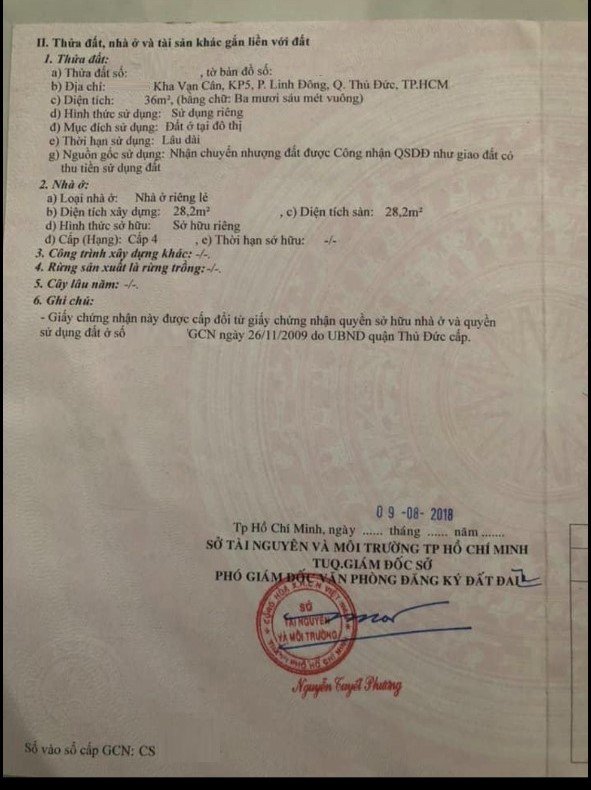 II. Thửa đất, nhà ở và tài sản khác gắn liền với đất
1. Thửa đất:
a) Thửa đất số: , tờ bản đồ số:
b) Địa chỉ: Kha Vạn Cân, KP5, P. Linh Đông, Q. Thủ Đức, TP.HCM
c) Diện tích: 36m², (bằng chữ: Ba mươi sáu mét vuông)
d) Hình thức sử dụng: Sử dụng riêng
đ) Mục đích sử dụng: Đất ở tại đô thị
e) Thời hạn sử dụng: Lâu dài
g) Nguồn gốc sử dụng: Nhận chuyển nhượng đất được Công nhận QSDĐ như giao đất có
thu tiền sử dụng đất
2. Nhà ở:
a) Loại nhà ở: Nhà ở riêng lẻ
b) Diện tích xây dựng: 28,2m² , c) Diện tích sàn: 28,2m²
d) Hình thức sở hữu: Sở hữu riêng
đ) Cấp (Hạng): Cấp 4 , e) Thời hạn sở hữu: -/-
3. Công trình xây dựng khác: -/-.
4. Rừng sản xuất là rừng trồng: -/-.
5. Cây lâu năm: -/-.
6. Ghi chú:
- Giấy chứng nhận này được cấp đổi từ giấy chứng nhận quyền sở hữu nhà ở và quyền
sử dụng đất ở số GCN ngày 26/11/2009 do UBND quận Thủ Đức cấp.
09-08-2018
Tp Hồ Chí Minh, ngày ...... tháng ...... năm .......
SỞ TÀI NGUYÊN VÀ MÔI TRƯỜNG TP HỒ CHÍ MINH
TUQ.GIÁM ĐỐC SỞ
PHÓ GIÁM ĐỐC VĂN PHÒNG ĐĂNG KÝ ĐẤT ĐAI
CỘNG HÒA X.H.C.N VIỆT NAM
SỞ
TÀI NGUYÊN
VÀ MÔI TRƯỜNG
Nguyễn Tuyết Phương
Số vào sổ cấp GCN: CS